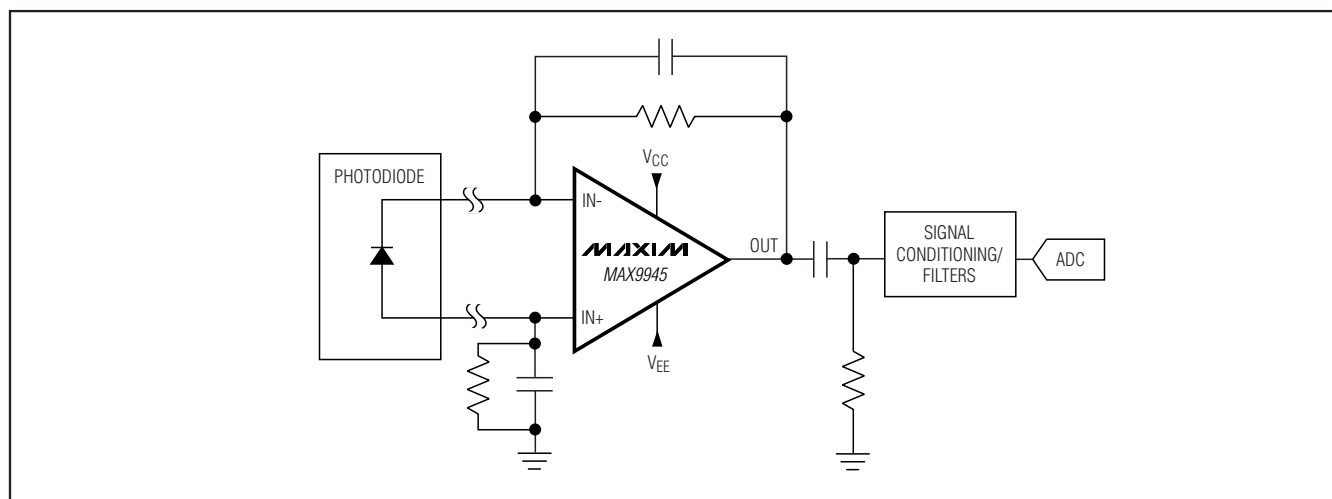 PHOTODIODE
VCC
IN-
MAXIM
MAX9945
OUT
IN+
VEE
SIGNAL
CONDITIONING/
FILTERS
ADC